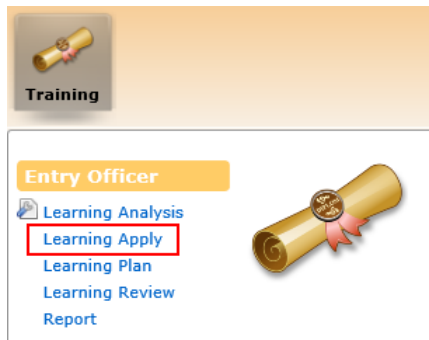 Training
Entry Officer
Learning Analysis
Learning Apply
Learning Plan
Learning Review
Report